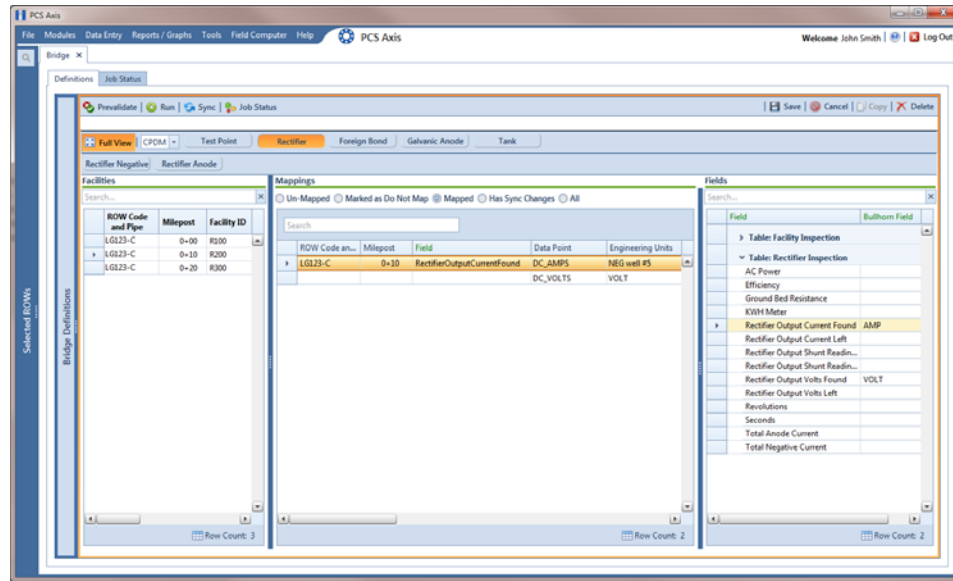 PCS Axis
File Modules Data Entry Reports / Graphs Tools Field Computer Help PCS Axis Welcome John Smith | Log Out
Bridge ×
Definitions Job Status
Prevalidate | Run | Sync | Job Status | Save | Cancel | Copy | Delete
Full View CPDM Test Point Rectifier Foreign Bond Galvanic Anode Tank
Rectifier Negative Rectifier Anode
Facilities
Search...
ROW Code and Pipe Milepost Facility ID
LG123-C 0+00 R100
LG123-C 0+10 R200
LG123-C 0+20 R300
Row Count: 3
Mappings
Un-Mapped Marked as Do Not Map Mapped Has Sync Changes All
Search
ROW Code an... Milepost Field Data Point Engineering Units
LG123-C 0+10 RectifierOutputCurrentFound DC_AMPS NEG well #5
DC_VOLTS VOLT
Row Count: 2
Fields
Search...
Field Bullhorn Field
Table: Facility Inspection
Table: Rectifier Inspection
AC Power
Efficiency
Ground Bed Resistance
KWH Meter
Rectifier Output Current Found AMP
Rectifier Output Current Left
Rectifier Output Shunt Readin...
Rectifier Output Shunt Readin...
Rectifier Output Volts Found VOLT
Rectifier Output Volts Left
Revolutions
Seconds
Total Anode Current
Total Negative Current
Row Count: 2
Selected ROWs
Bridge Definitions